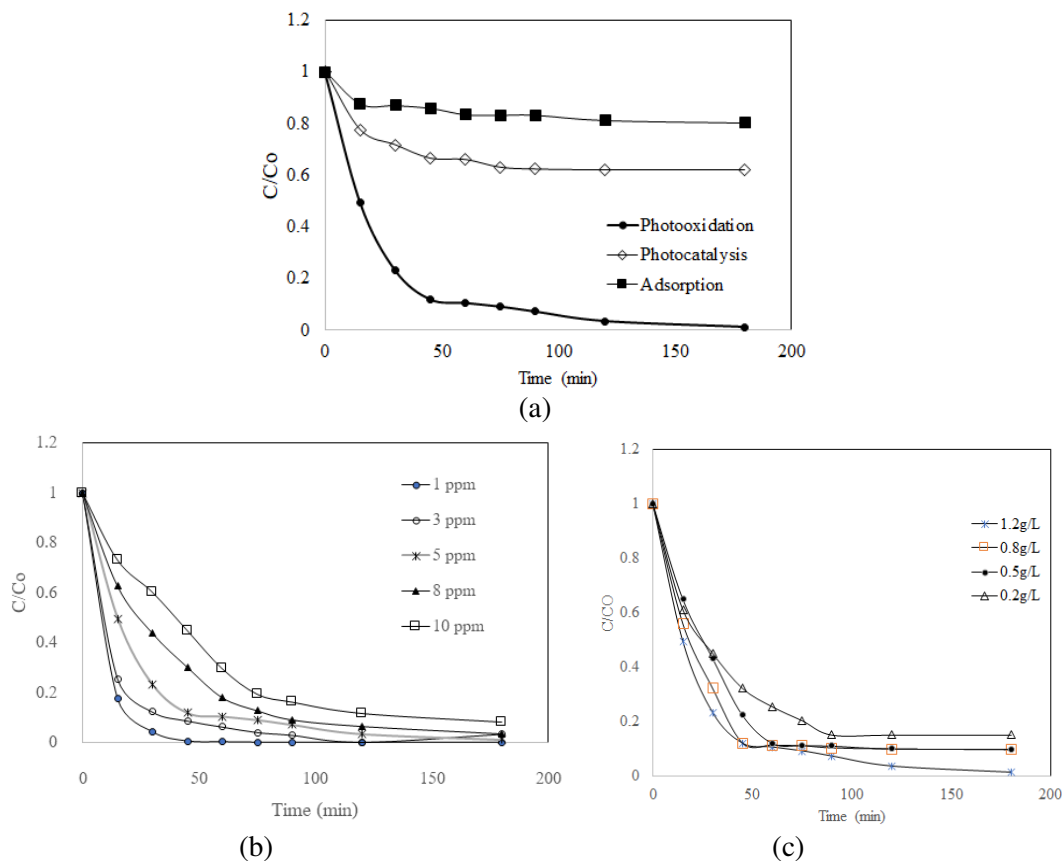 1.2
1
0.8
0.6
0.4
0.2
0
C/Co
Photooxidation
Photocatalysis
Adsorption
0 50 100 150 200
Time (min)
(a)
1.2
1
0.8
0.6
0.4
0.2
0
C/Co
1 ppm
3 ppm
5 ppm
8 ppm
10 ppm
0 50 100 150 200
Time (min)
(b)
1.2
1
0.8
0.6
0.4
0.2
0
C/CO
1.2g/L
0.8g/L
0.5g/L
0.2g/L
0 50 100 150 200
Time (min)
(c)